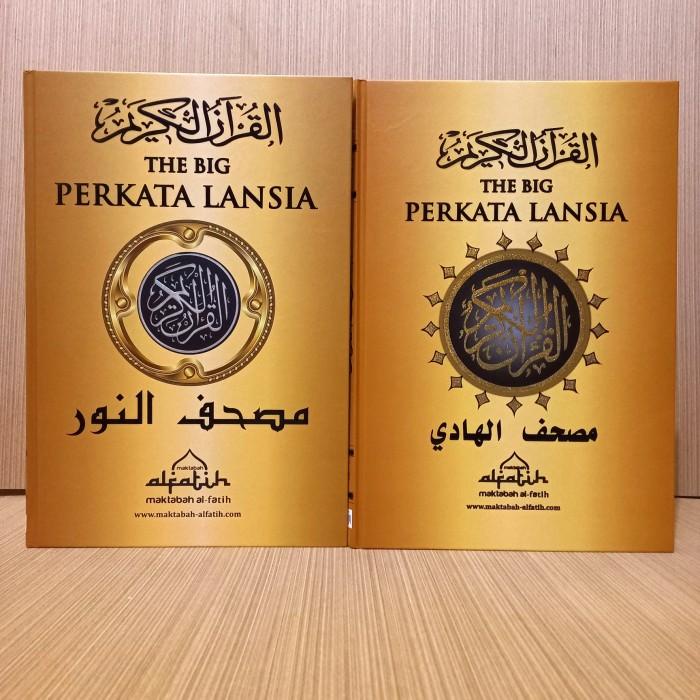 القرآن الكريم
THE BIG
PERKATA LANSIA
القرآن الكريم
مصحف النور
maktabah
alfatih
maktabah al-fatih
www.maktabah-alfatih.com
القرآن الكريم
THE BIG
PERKATA LANSIA
القرآن الكريم
مصحف الهادي
maktabah
alfatih
maktabah al-fatih
www.maktabah-alfatih.com